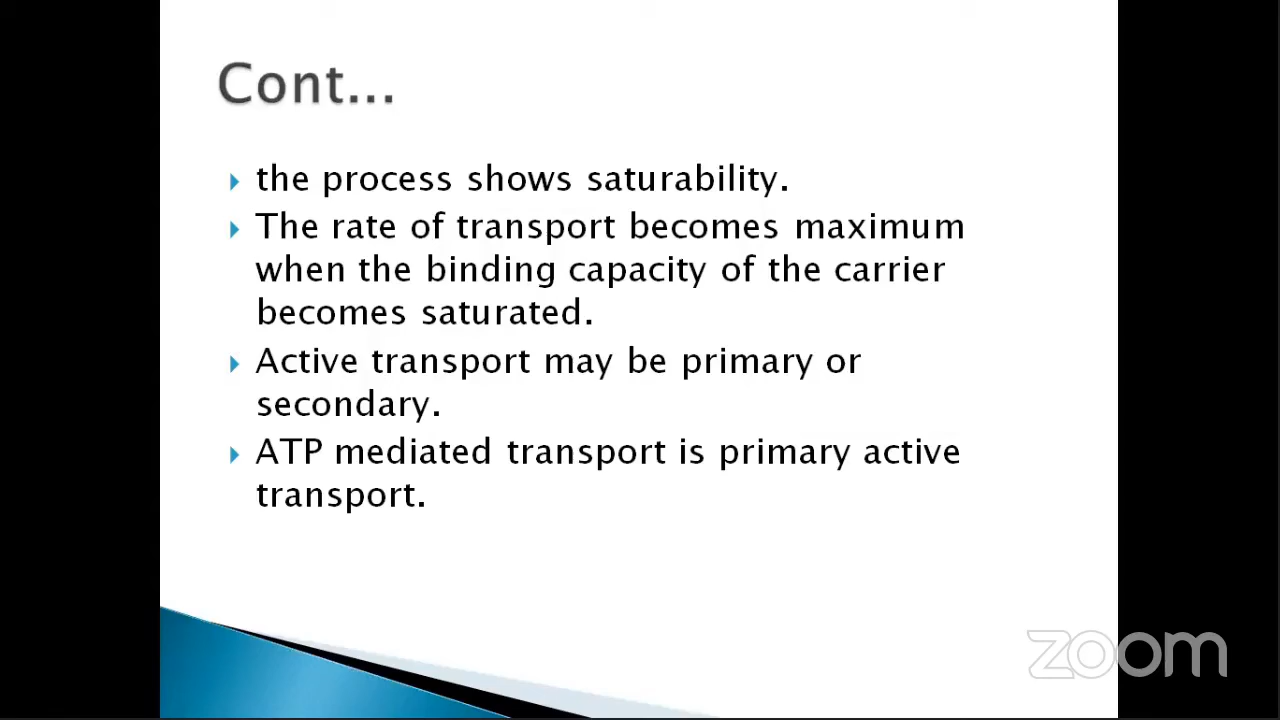 Cont...
the process shows saturability.
The rate of transport becomes maximum
when the binding capacity of the carrier
becomes saturated.
Active transport may be primary or
secondary.
ATP mediated transport is primary active
transport.
zoom